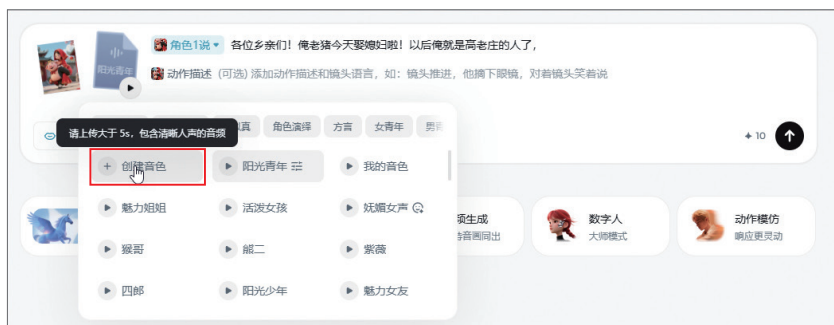 角色1说 各位乡亲们！俺老猪今天娶媳妇啦！以后俺就是高老庄的人了，
阳光青年
动作描述 (可选) 添加动作描述和镜头语言，如：镜头推进，他摘下眼镜，对着镜头笑着说
真 角色演绎 方言 女青年
请上传大于 5s，包含清晰人声的音频
10
+ 创建音色 阳光青年 我的音色
魅力姐姐 活泼女孩 妩媚女声
猴哥 熊二 紫薇
四郎 阳光少年 魅力女友
频生成 数字人 动作模仿
音画同出 大师模式 响应更灵动